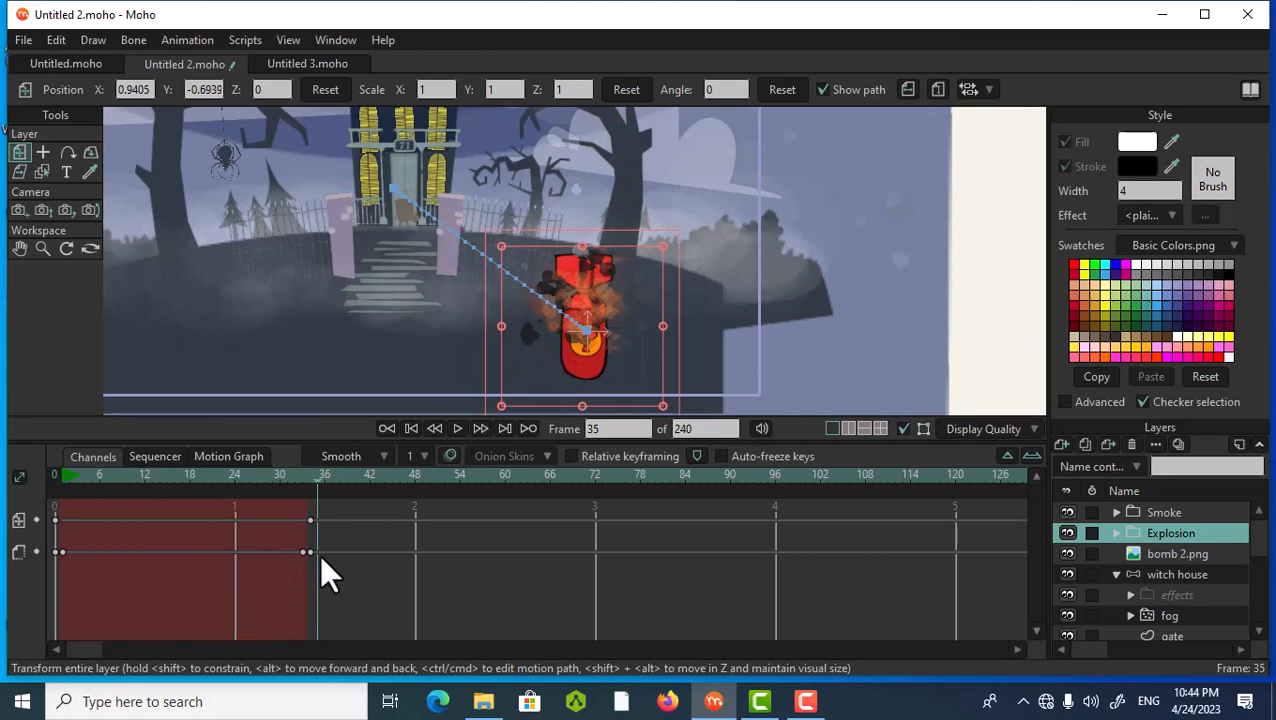 Untitled 2.moho - Moho
File Edit Draw Bone Animation Scripts View Window Help
Untitled.moho Untitled 2.moho Untitled 3.moho
Position X: 0.9405 Y: -0.6939 Z: 0 Reset Scale X: 1 Y: 1 Z: 1 Reset Angle: 0 Reset Show path
Tools
Layer
Camera
Workspace
71
Style
Fill
Stroke
Width 4
No Brush
Effect <plai... ...
Swatches Basic Colors.png
Copy Paste Reset
Advanced Checker selection
Layers
Frame 35 of 240 Display Quality
Channels Sequencer Motion Graph Smooth 1 Onion Skins Relative keyframing Auto-freeze keys
0 6 12 18 24 30 36 42 48 54 60 66 72 78 84 90 96 102 108 114 120 126
0 1 2 3 4 5
Name cont...
Name
Smoke
Explosion
bomb 2.png
witch house
effects
fog
gate
Transform entire layer (hold <shift> to constrain, <alt> to move forward and back, <ctrl/cmd> to edit motion path, <shift> + <alt> to move in Z and maintain visual size) Frame: 35
Type here to search
ENG
10:44 PM
4/24/2023